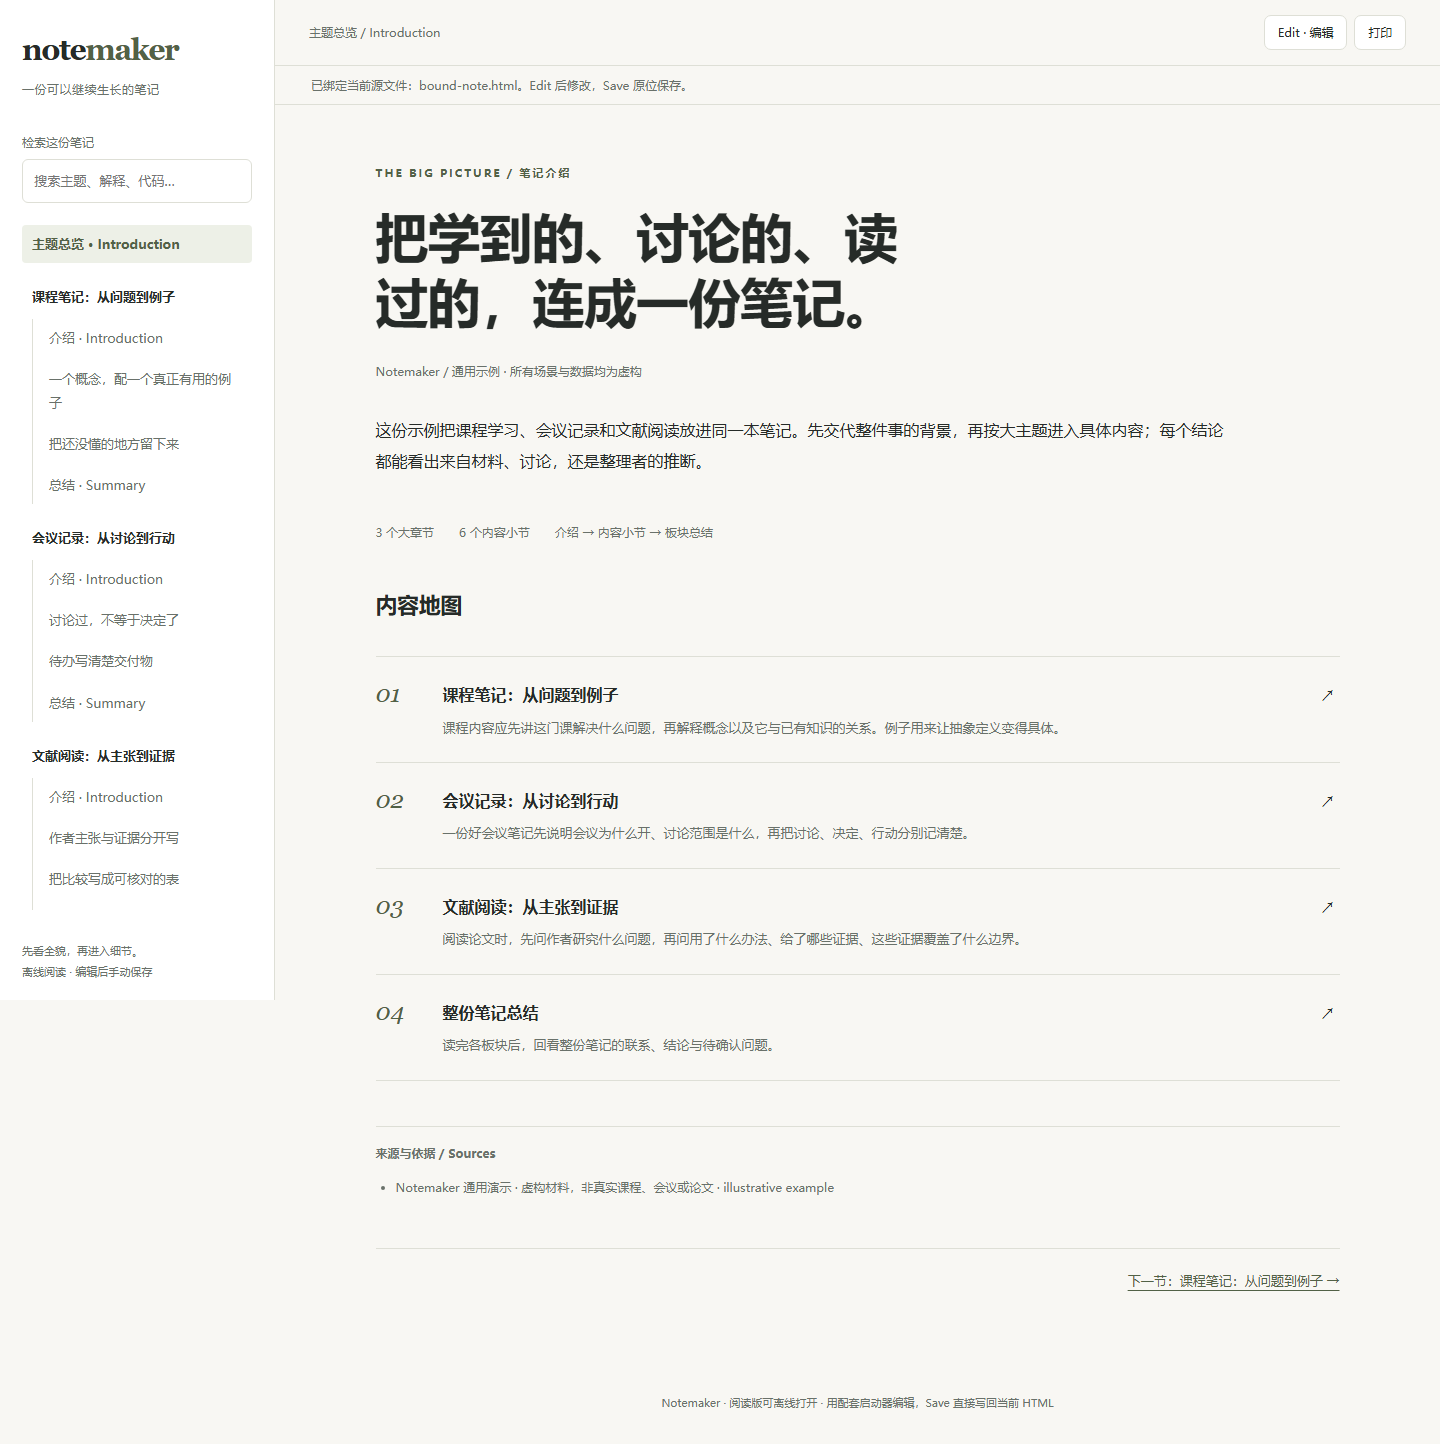 notemaker
一份可以继续生长的笔记
检索这份笔记
搜索主题、解释、代码...
主题总览 • Introduction
课程笔记：从问题到例子
介绍 · Introduction
一个概念，配一个真正有用的例
子
把还没懂的地方留下来
总结 · Summary
会议记录：从讨论到行动
介绍 · Introduction
讨论过，不等于决定了
待办写清楚交付物
总结 · Summary
文献阅读：从主张到证据
介绍 · Introduction
作者主张与证据分开写
把比较写成可核对的表
先看全貌，再进入细节。
离线阅读 · 编辑后手动保存
主题总览 / Introduction
Edit · 编辑
打印
已绑定当前源文件：bound-note.html。Edit 后修改，Save 原位保存。
THE BIG PICTURE / 笔记介绍
把学到的、讨论的、读
过的，连成一份笔记。
Notemaker / 通用示例 · 所有场景与数据均为虚构
这份示例把课程学习、会议记录和文献阅读放进同一本笔记。先交代整件事的背景，再按大主题进入具体内容；每个结论
都能看出来自材料、讨论，还是整理者的推断。
3 个大章节 6 个内容小节 介绍 → 内容小节 → 板块总结
内容地图
01 课程笔记：从问题到例子 ↗
课程内容应先讲这门课解决什么问题，再解释概念以及它与已有知识的关系。例子用来让抽象定义变得具体。
02 会议记录：从讨论到行动 ↗
一份好会议笔记先说明会议为什么开、讨论范围是什么，再把讨论、决定、行动分别记清楚。
03 文献阅读：从主张到证据 ↗
阅读论文时，先问作者研究什么问题，再问用了什么办法、给了哪些证据、这些证据覆盖了什么边界。
04 整份笔记总结 ↗
读完各板块后，回看整份笔记的联系、结论与待确认问题。
来源与依据 / Sources
• Notemaker 通用演示 · 虚构材料，非真实课程、会议或论文 · illustrative example
下一节：课程笔记：从问题到例子 →
Notemaker · 阅读版可离线打开 · 用配套启动器编辑，Save 直接写回当前 HTML